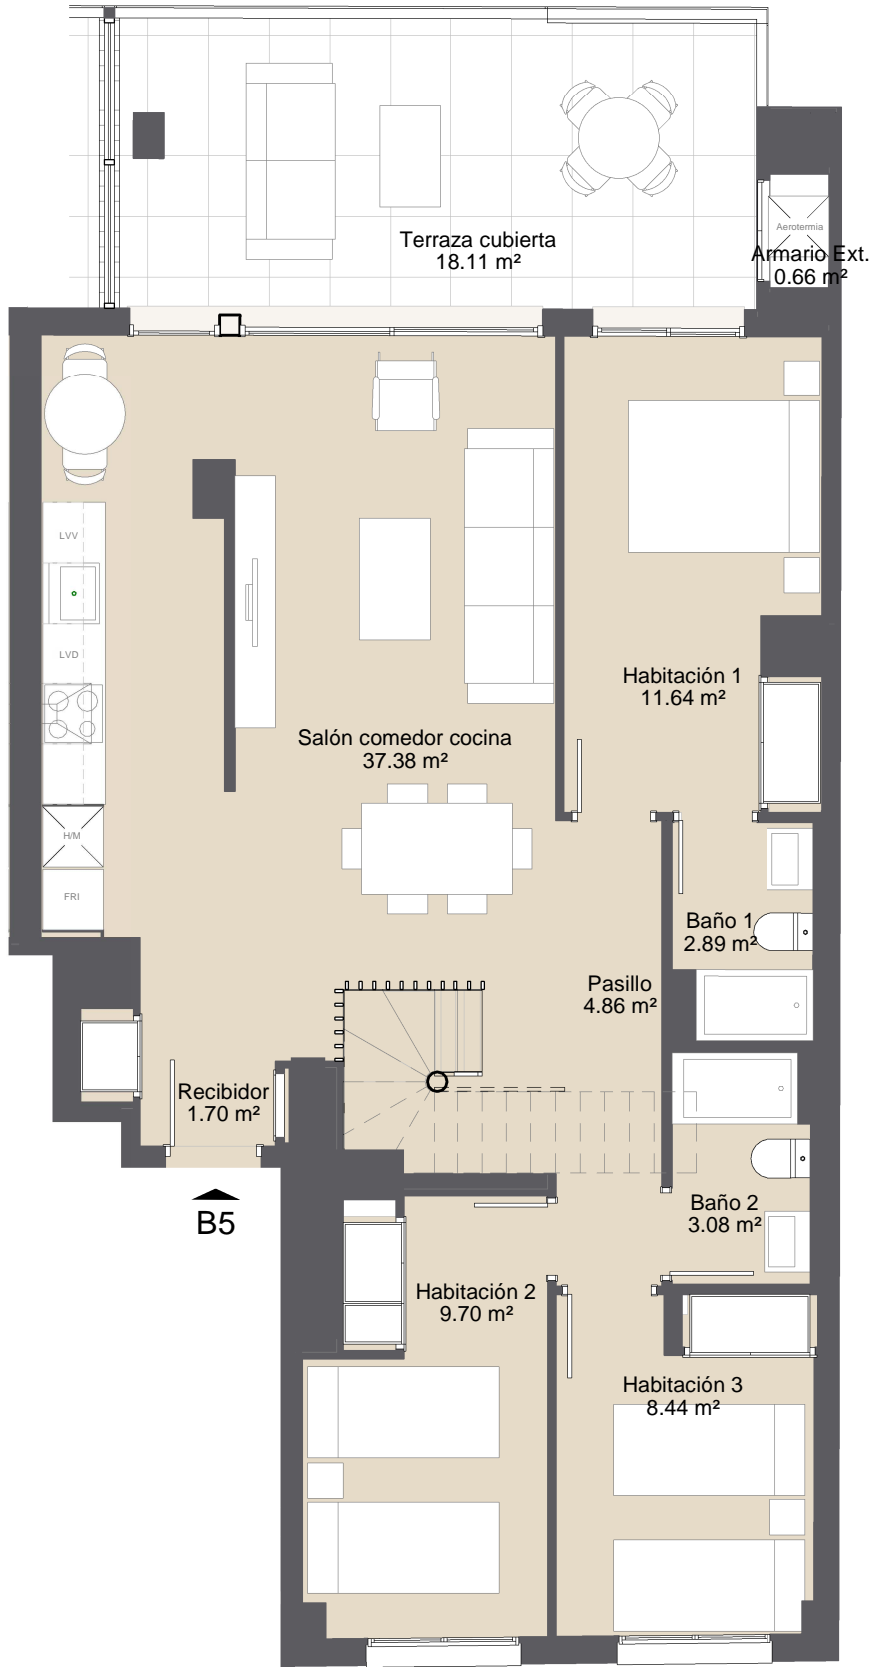 Terraza cubierta
18.11 m²
Aerotermia
Armario Ext.
0.66 m²
LVV
LVD
H/M
FRI
Salón comedor cocina
37.38 m²
Habitación 1
11.64 m²
Baño 1
2.89 m²
Pasillo
4.86 m²
Recibidor
1.70 m²
B5
Baño 2
3.08 m²
Habitación 2
9.70 m²
Habitación 3
8.44 m²